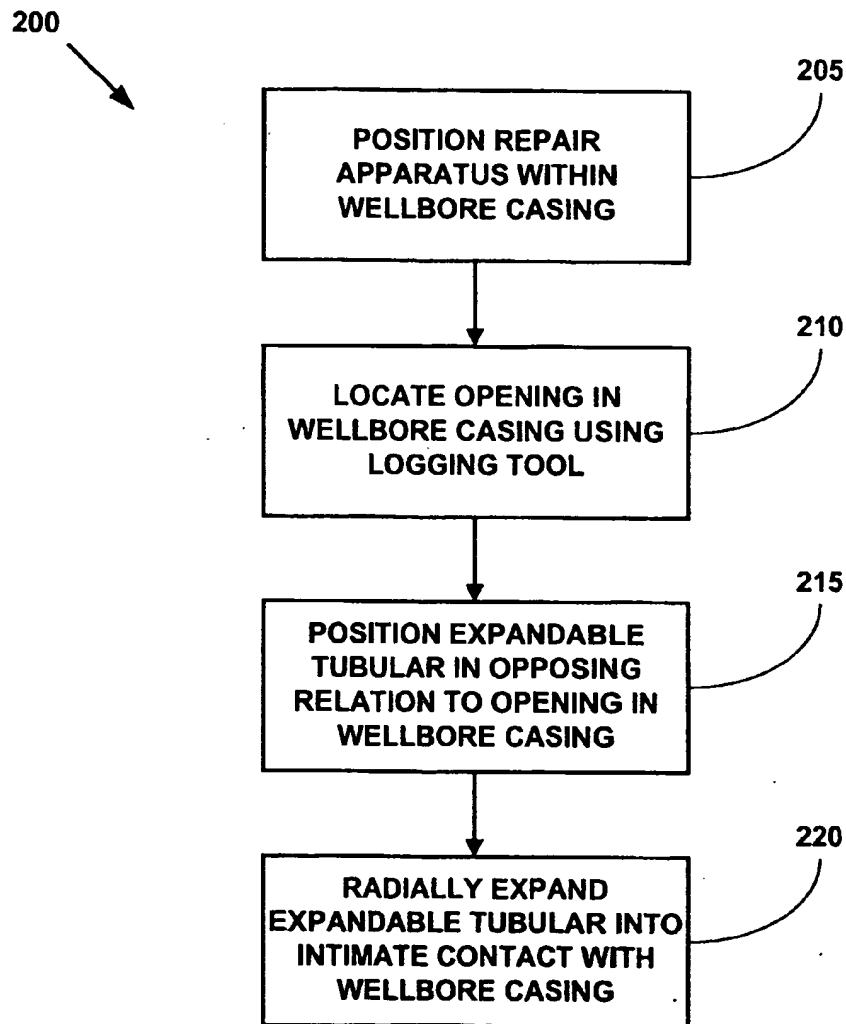 200
205
POSITION REPAIR
APPARATUS WITHIN
WELLBORE CASING
210
LOCATE OPENING IN
WELLBORE CASING USING
LOGGING TOOL
215
POSITION EXPANDABLE
TUBULAR IN OPPOSING
RELATION TO OPENING IN
WELLBORE CASING
220
RADIALLY EXPAND
EXPANDABLE TUBULAR INTO
INTIMATE CONTACT WITH
WELLBORE CASING